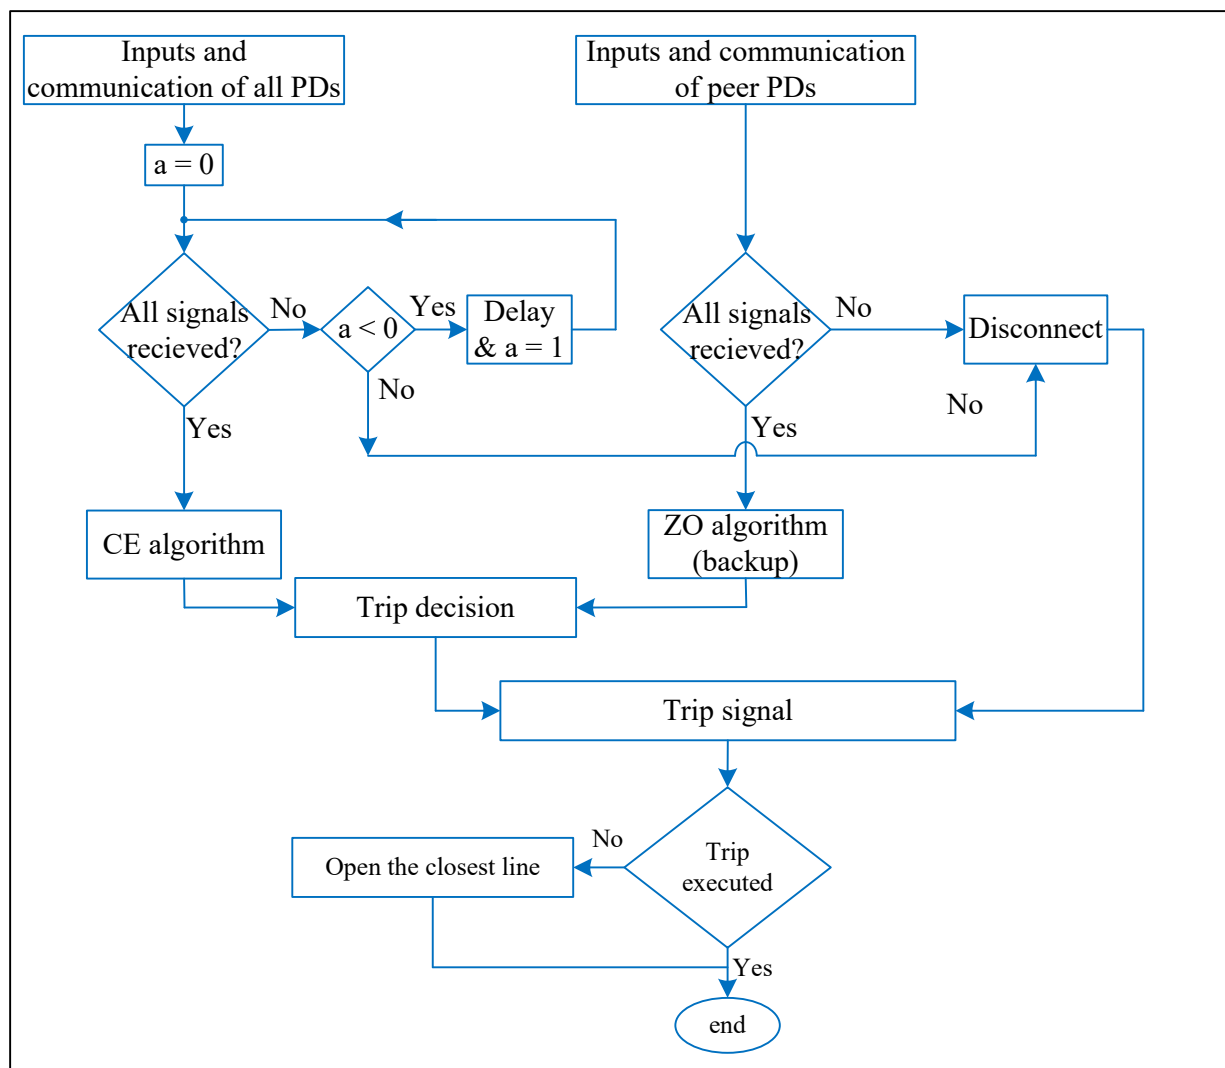 Inputs and
communication of all PDs
Inputs and communication
of peer PDs
a = 0
All signals
recieved?
No
a < 0
Yes
Delay
& a = 1
No
Yes
All signals
recieved?
No
Disconnect
No
Yes
CE algorithm
ZO algorithm
(backup)
Trip decision
Trip signal
Trip
executed
No
Open the closest line
Yes
end